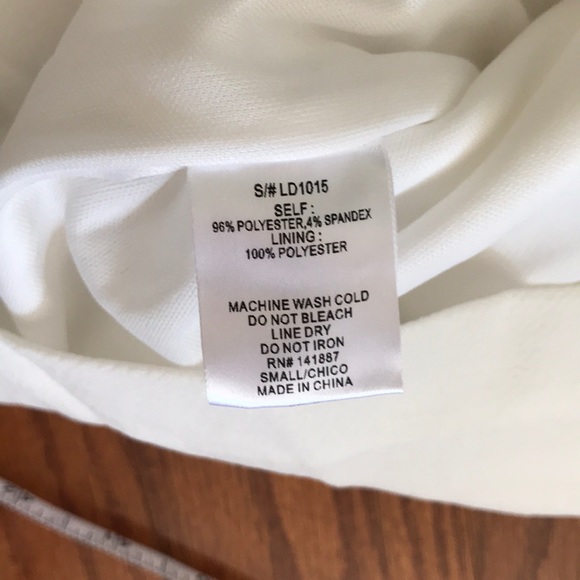 S/# LD1015
SELF :
96% POLYESTER,4% SPANDEX
LINING :
100% POLYESTER
MACHINE WASH COLD
DO NOT BLEACH
LINE DRY
DO NOT IRON
RN# 141887
SMALL/CHICO
MADE IN CHINA